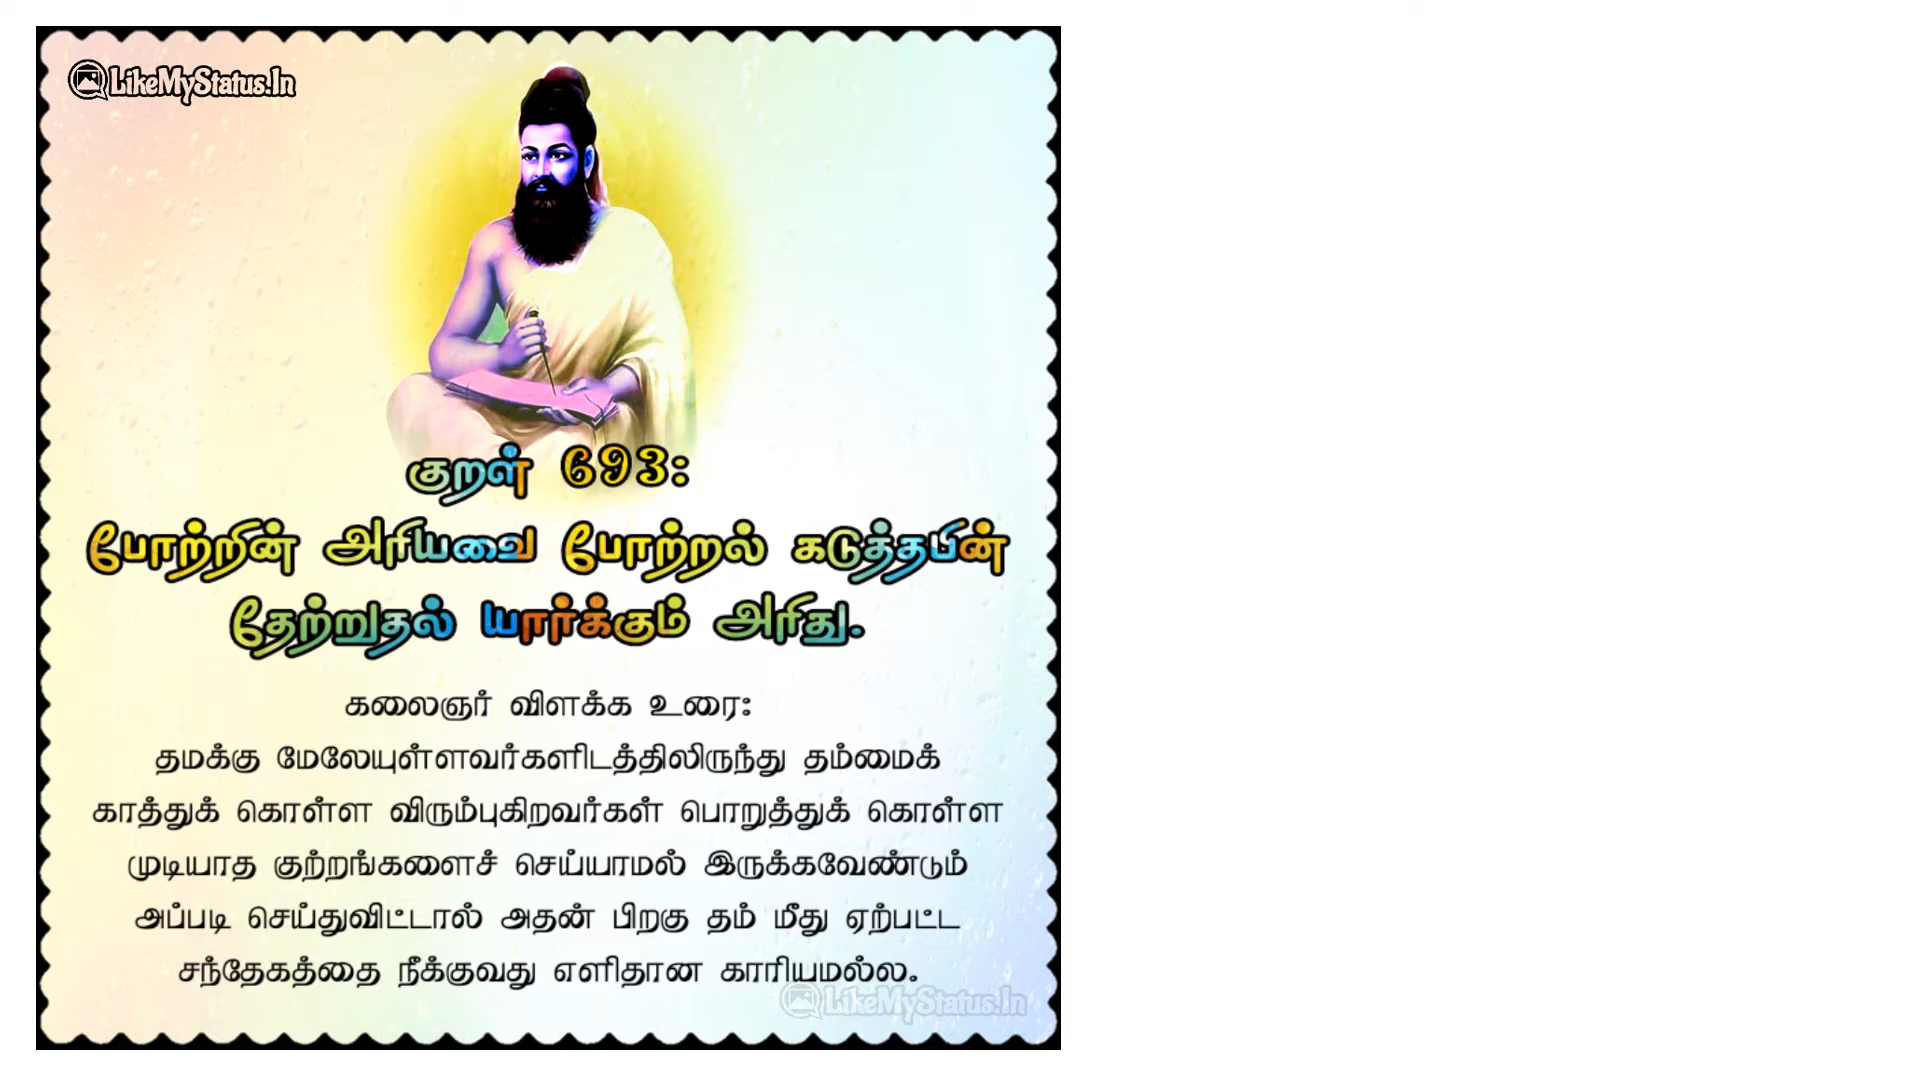 LikeMyStatus.In
குறள் 693:
போற்றின் அரியவை போற்றல் கடுத்தபின்
தேற்றுதல் யார்க்கும் அரிது.
கலைஞர் விளக்க உரை:
தமக்கு மேலேயுள்ளவர்களிடத்திலிருந்து தம்மைக்
காத்துக் கொள்ள விரும்புகிறவர்கள் பொறுத்துக் கொள்ள
முடியாத குற்றங்களைச் செய்யாமல் இருக்கவேண்டும்
அப்படி செய்துவிட்டால் அதன் பிறகு தம் மீது ஏற்பட்ட
சந்தேகத்தை நீக்குவது எளிதான காரியமல்ல.
LikeMyStatus.In